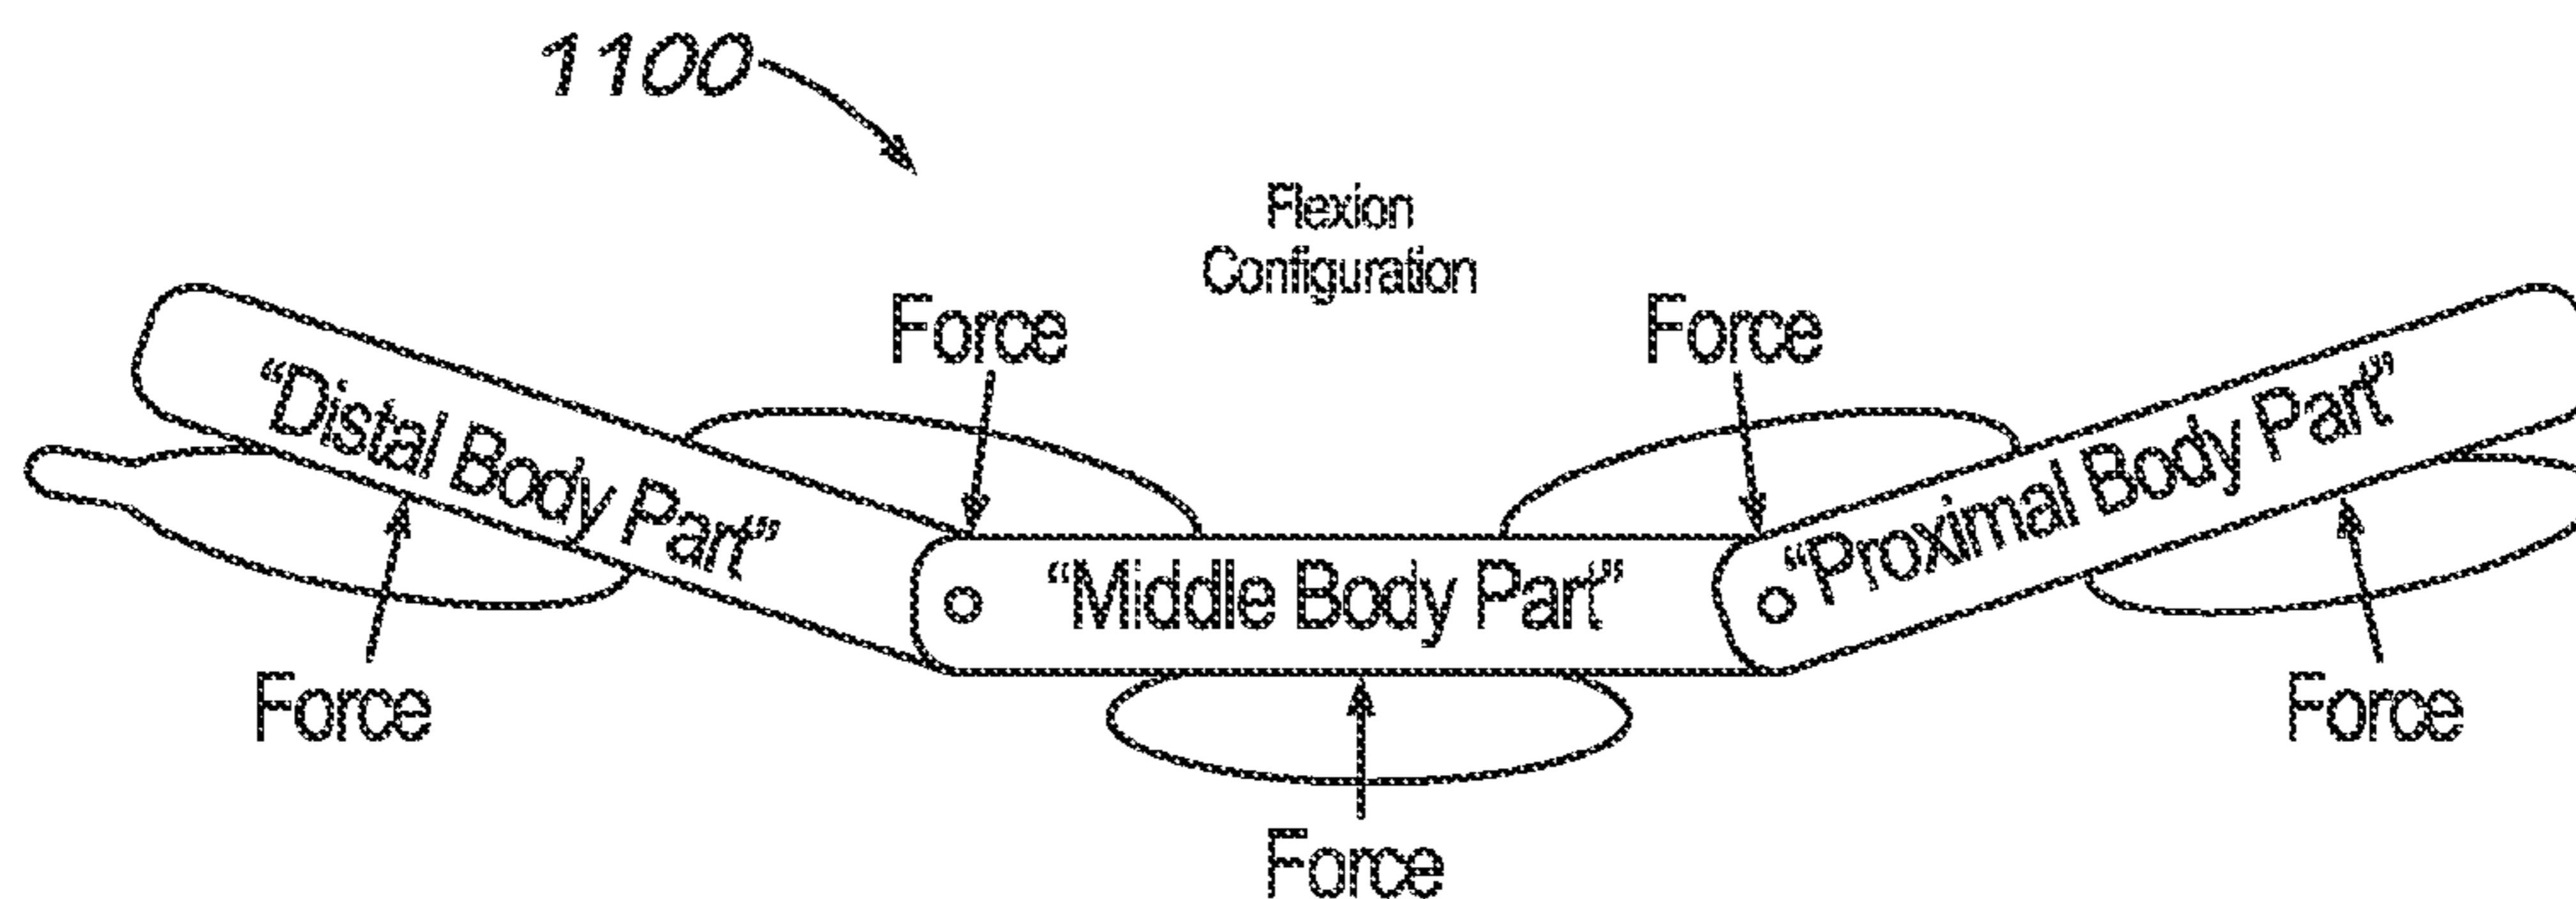 1100
Flexion
Configuration
Force
Force
“Distal Body Part”
“Middle Body Part”
“Proximal Body Part”
Force
Force
Force